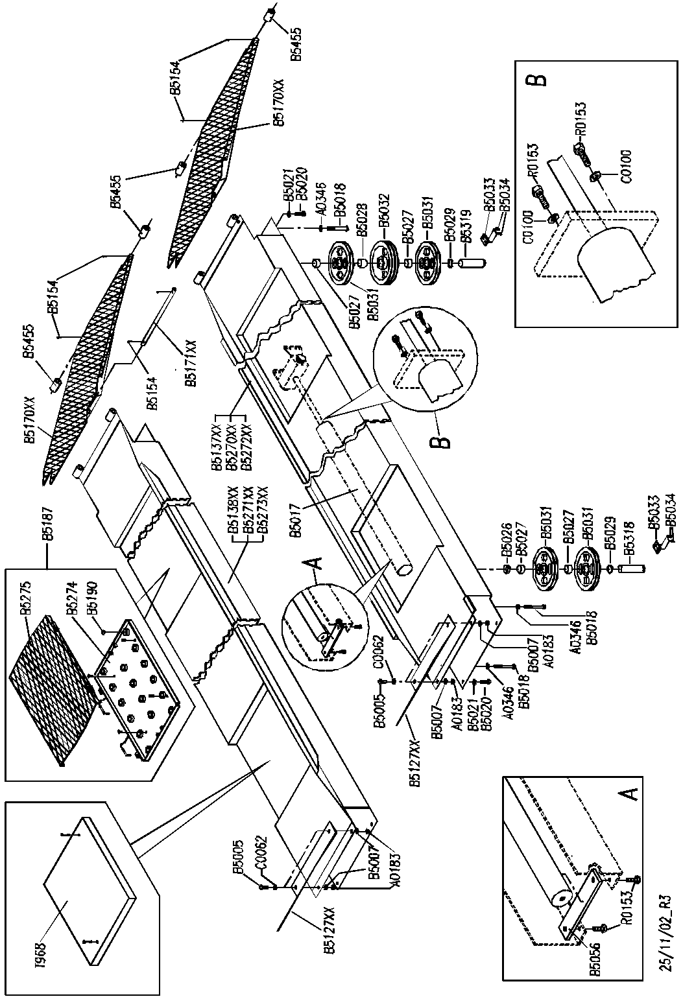 B5455
B5154
B5170XX
B5455
B5154
B5455
B5170XX
B5171XX
B5154
B5021
B5020
A0346
B5018
B5028
B5032
B5027
B5031
B5029
B5319
B5033
B5034
B5027
B5031
B
R0153
R0153
C0100
C0100
B
B5137XX
B5270XX
B5272XX
B5138XX
B5271XX
B5273XX
B5017
B5187
B5275
B5274
B5190
A
B5026
B5027
B5031
B5027
B5031
B5029
B5318
B5033
B5034
C0062
B5005
B5127XX
B5007
A0183
B5021
B5020
A0346
B5018
B5007
A0183
A0346
B5018
B5005
C0062
B5007
A0183
B5127XX
T968
A
R0153
B5056
25/11/02_R3